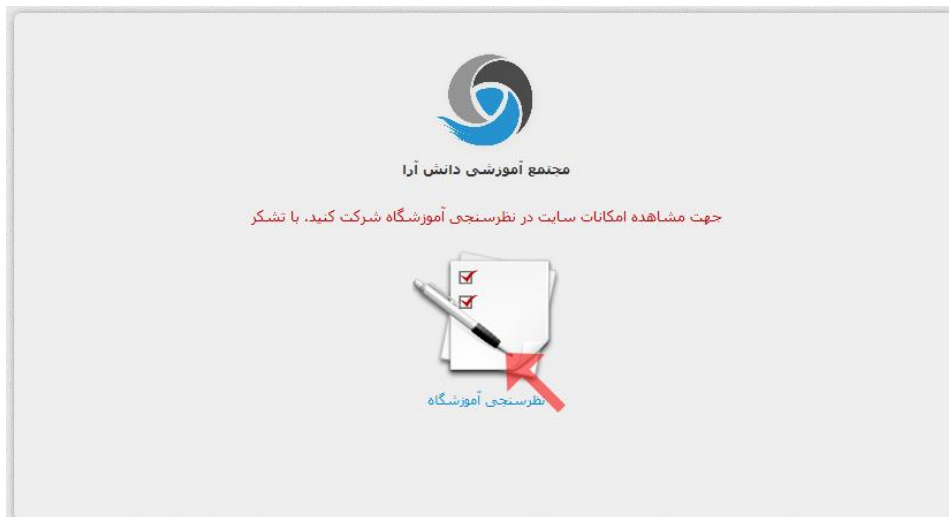 مجتمع آموزشی دانش آرا
جهت مشاهده امکانات سایت در نظرسنجی آموزشگاه شرکت کنید، با تشکر
نظرسنجی آموزشگاه